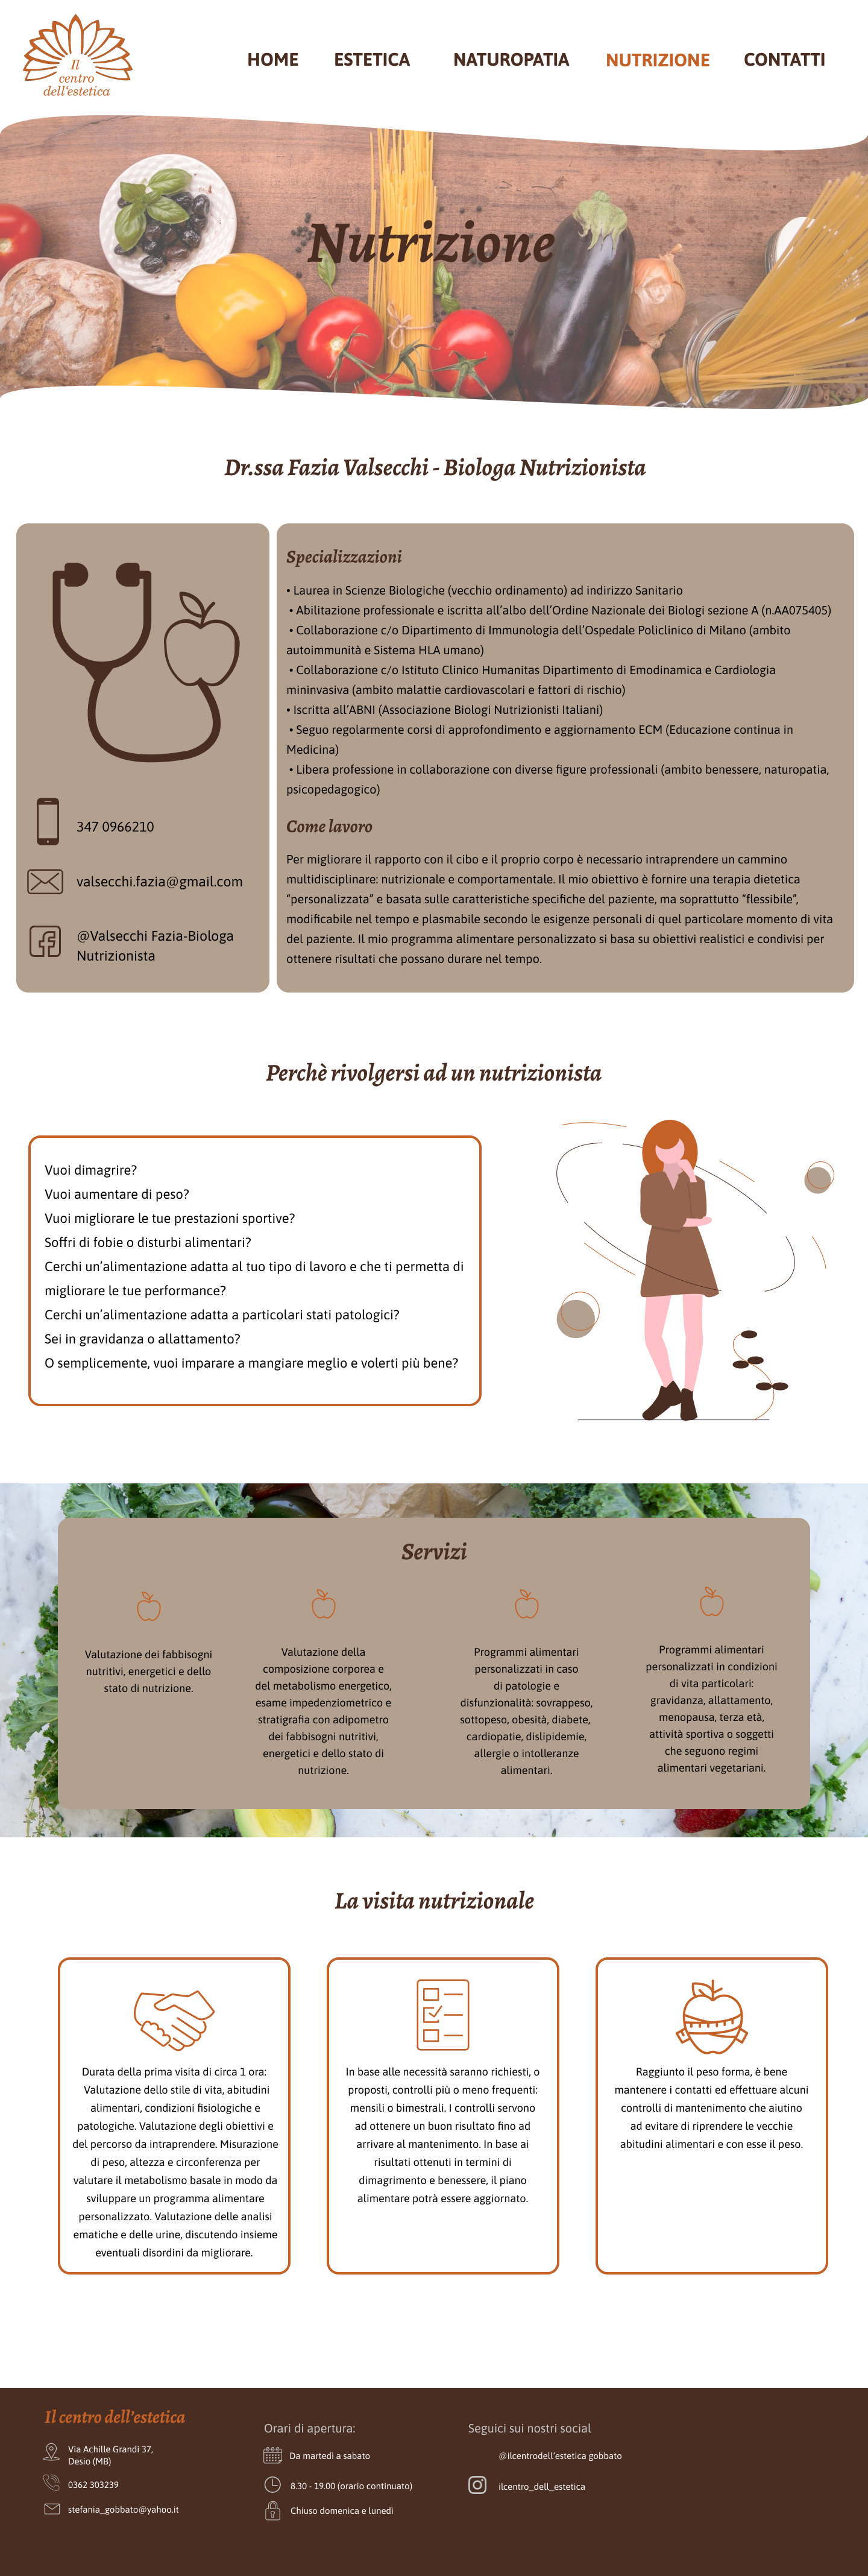 Il
centro
dell'estetica
HOME ESTETICA NATUROPATIA NUTRIZIONE CONTATTI
Nutrizione
Dr.ssa Fazia Valsecchi - Biologa Nutrizionista
347 0966210
valsecchi.fazia@gmail.com
@Valsecchi Fazia-Biologa
Nutrizionista
Specializzazioni
• Laurea in Scienze Biologiche (vecchio ordinamento) ad indirizzo Sanitario
• Abilitazione professionale e iscritta all’albo dell’Ordine Nazionale dei Biologi sezione A (n.AA075405)
• Collaborazione c/o Dipartimento di Immunologia dell’Ospedale Policlinico di Milano (ambito
autoimmunità e Sistema HLA umano)
• Collaborazione c/o Istituto Clinico Humanitas Dipartimento di Emodinamica e Cardiologia
mininvasiva (ambito malattie cardiovascolari e fattori di rischio)
• Iscritta all’ABNI (Associazione Biologi Nutrizionisti Italiani)
• Seguo regolarmente corsi di approfondimento e aggiornamento ECM (Educazione continua in
Medicina)
• Libera professione in collaborazione con diverse figure professionali (ambito benessere, naturopatia,
psicopedagogico)
Come lavoro
Per migliorare il rapporto con il cibo e il proprio corpo è necessario intraprendere un cammino
multidisciplinare: nutrizionale e comportamentale. Il mio obiettivo è fornire una terapia dietetica
“personalizzata” e basata sulle caratteristiche specifiche del paziente, ma soprattutto “flessibile”,
modificabile nel tempo e plasmabile secondo le esigenze personali di quel particolare momento di vita
del paziente. Il mio programma alimentare personalizzato si basa su obiettivi realistici e condivisi per
ottenere risultati che possano durare nel tempo.
Perchè rivolgersi ad un nutrizionista
Vuoi dimagrire?
Vuoi aumentare di peso?
Vuoi migliorare le tue prestazioni sportive?
Soffri di fobie o disturbi alimentari?
Cerchi un’alimentazione adatta al tuo tipo di lavoro e che ti permetta di
migliorare le tue performance?
Cerchi un’alimentazione adatta a particolari stati patologici?
Sei in gravidanza o allattamento?
O semplicemente, vuoi imparare a mangiare meglio e volerti più bene?
Servizi
Valutazione dei fabbisogni
nutritivi, energetici e dello
stato di nutrizione.
Valutazione della
composizione corporea e
del metabolismo energetico,
esame impedenziometrico e
stratigrafia con adipometro
dei fabbisogni nutritivi,
energetici e dello stato di
nutrizione.
Programmi alimentari
personalizzati in caso
di patologie e
disfunzionalità: sovrappeso,
sottopeso, obesità, diabete,
cardiopatie, dislipidemie,
allergie o intolleranze
alimentari.
Programmi alimentari
personalizzati in condizioni
di vita particolari:
gravidanza, allattamento,
menopausa, terza età,
attività sportiva o soggetti
che seguono regimi
alimentari vegetariani.
La visita nutrizionale
Durata della prima visita di circa 1 ora:
Valutazione dello stile di vita, abitudini
alimentari, condizioni fisiologiche e
patologiche. Valutazione degli obiettivi e
del percorso da intraprendere. Misurazione
di peso, altezza e circonferenza per
valutare il metabolismo basale in modo da
sviluppare un programma alimentare
personalizzato. Valutazione delle analisi
ematiche e delle urine, discutendo insieme
eventuali disordini da migliorare.
In base alle necessità saranno richiesti, o
proposti, controlli più o meno frequenti:
mensili o bimestrali. I controlli servono
ad ottenere un buon risultato fino ad
arrivare al mantenimento. In base ai
risultati ottenuti in termini di
dimagrimento e benessere, il piano
alimentare potrà essere aggiornato.
Raggiunto il peso forma, è bene
mantenere i contatti ed effettuare alcuni
controlli di mantenimento che aiutino
ad evitare di riprendere le vecchie
abitudini alimentari e con esse il peso.
Il centro dell’estetica
Via Achille Grandi 37,
Desio (MB)
0362 303239
stefania_gobbato@yahoo.it
Orari di apertura:
Da martedì a sabato
8.30 - 19.00 (orario continuato)
Chiuso domenica e lunedì
Seguici sui nostri social
@ilcentrodell’estetica gobbato
ilcentro_dell_estetica